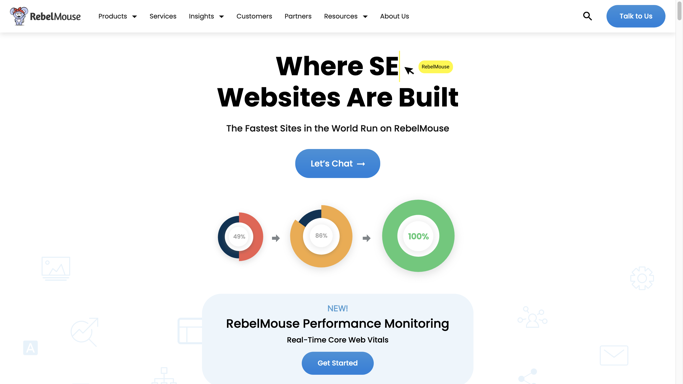 RebelMouse
Products Services Insights Customers Partners Resources About Us
Talk to Us
Where SE
RebelMouse
Websites Are Built
The Fastest Sites in the World Run on RebelMouse
Let's Chat →
49% 86% 100%
NEW!
RebelMouse Performance Monitoring
Real-Time Core Web Vitals
Get Started
A